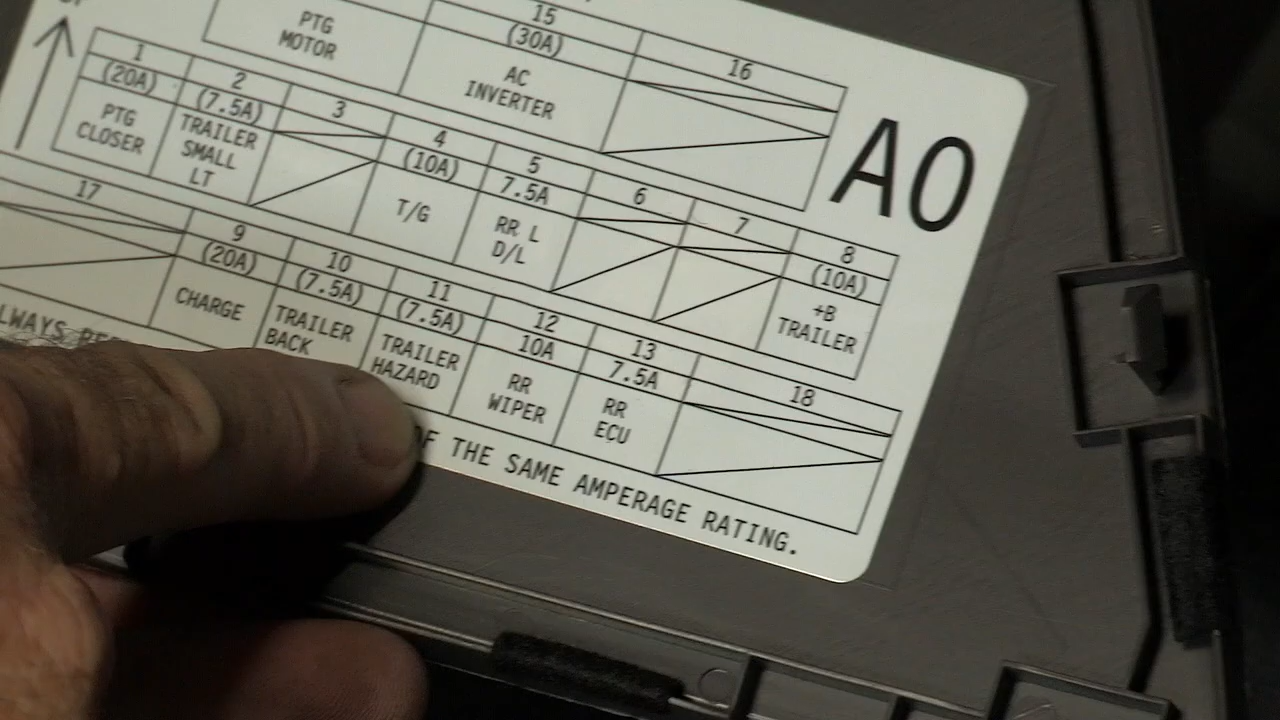 15
(30A)
16
PTG
MOTOR
AC
INVERTER
A0
1
2
3
4
5
6
7
8
(20A)
(7.5A)
(10A)
7.5A
(10A)
PTG
CLOSER
TRAILER
SMALL
LT
T/G
RR L
D/L
+B
TRAILER
17
9
10
11
12
13
18
(20A)
(7.5A)
(7.5A)
10A
7.5A
CHARGE
TRAILER
BACK
TRAILER
HAZARD
RR
WIPER
RR
ECU
OF THE SAME AMPERAGE RATING.